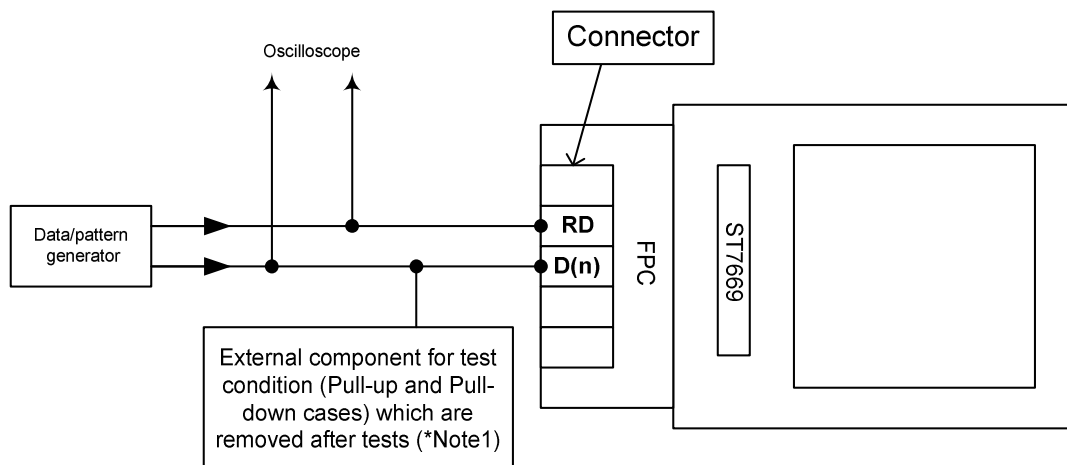 Connector
Oscilloscope
Data/pattern
generator
RD
D(n)
FPC
ST7669
External component for test
condition (Pull-up and Pull-
down cases) which are
removed after tests (*Note1)